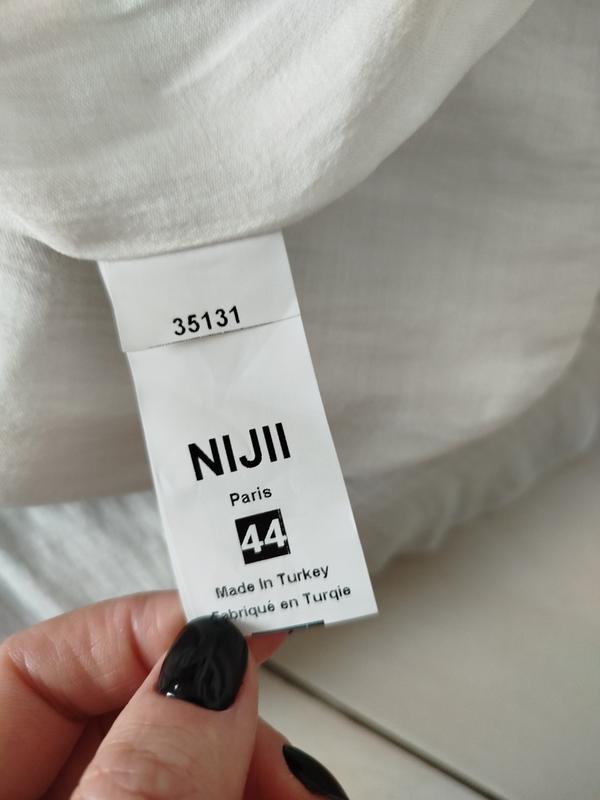 35131
NIJII
Paris
44
Made In Turkey
Fabriqué en Turqie